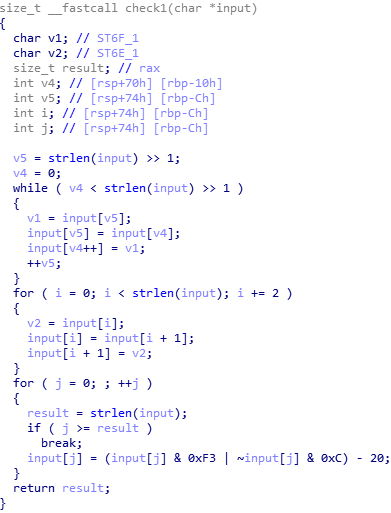 size_t __fastcall check1(char *input)
{
  char v1; // ST6F_1
  char v2; // ST6E_1
  size_t result; // rax
  int v4; // [rsp+70h] [rbp-10h]
  int v5; // [rsp+74h] [rbp-Ch]
  int i; // [rsp+74h] [rbp-Ch]
  int j; // [rsp+74h] [rbp-Ch]

  v5 = strlen(input) >> 1;
  v4 = 0;
  while ( v4 < strlen(input) >> 1 )
  {
    v1 = input[v5];
    input[v5] = input[v4];
    input[v4++] = v1;
    ++v5;
  }
  for ( i = 0; i < strlen(input); i += 2 )
  {
    v2 = input[i];
    input[i] = input[i + 1];
    input[i + 1] = v2;
  }
  for ( j = 0; ; ++j )
  {
    result = strlen(input);
    if ( j >= result )
      break;
    input[j] = (input[j] & 0xF3 | ~input[j] & 0xC) - 20;
  }
  return result;
}